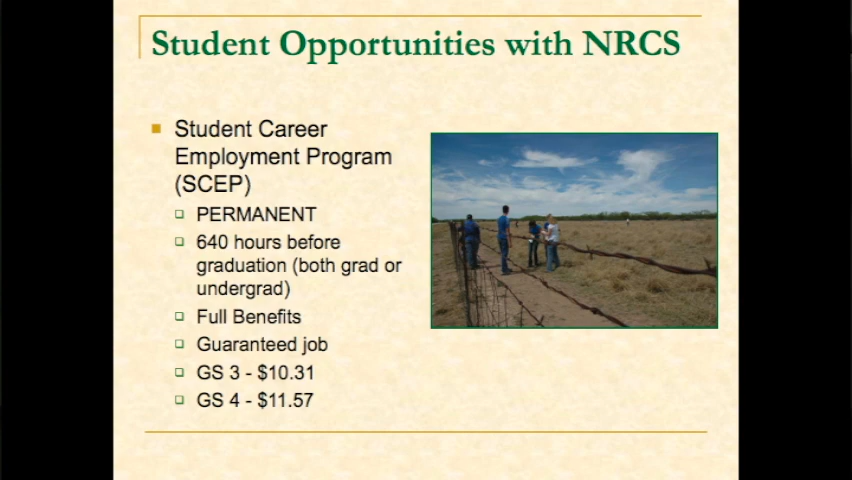 Student Opportunities with NRCS
Student Career
Employment Program
(SCEP)
PERMANENT
640 hours before
graduation (both grad or
undergrad)
Full Benefits
Guaranteed job
GS 3 - $10.31
GS 4 - $11.57